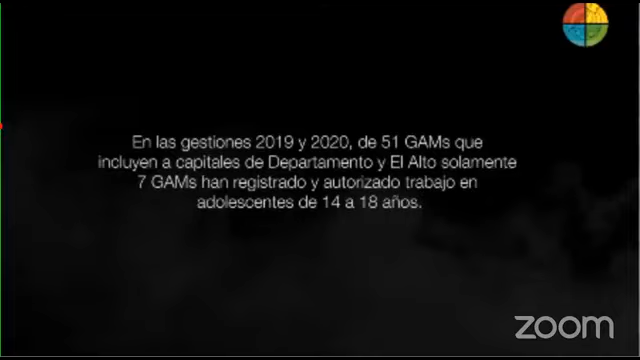 En las gestiones 2019 y 2020, de 51 GAMs que
incluyen a capitales de Departamento y El Alto solamente
7 GAMs han registrado y autorizado trabajo en
adolescentes de 14 a 18 años.
zoom